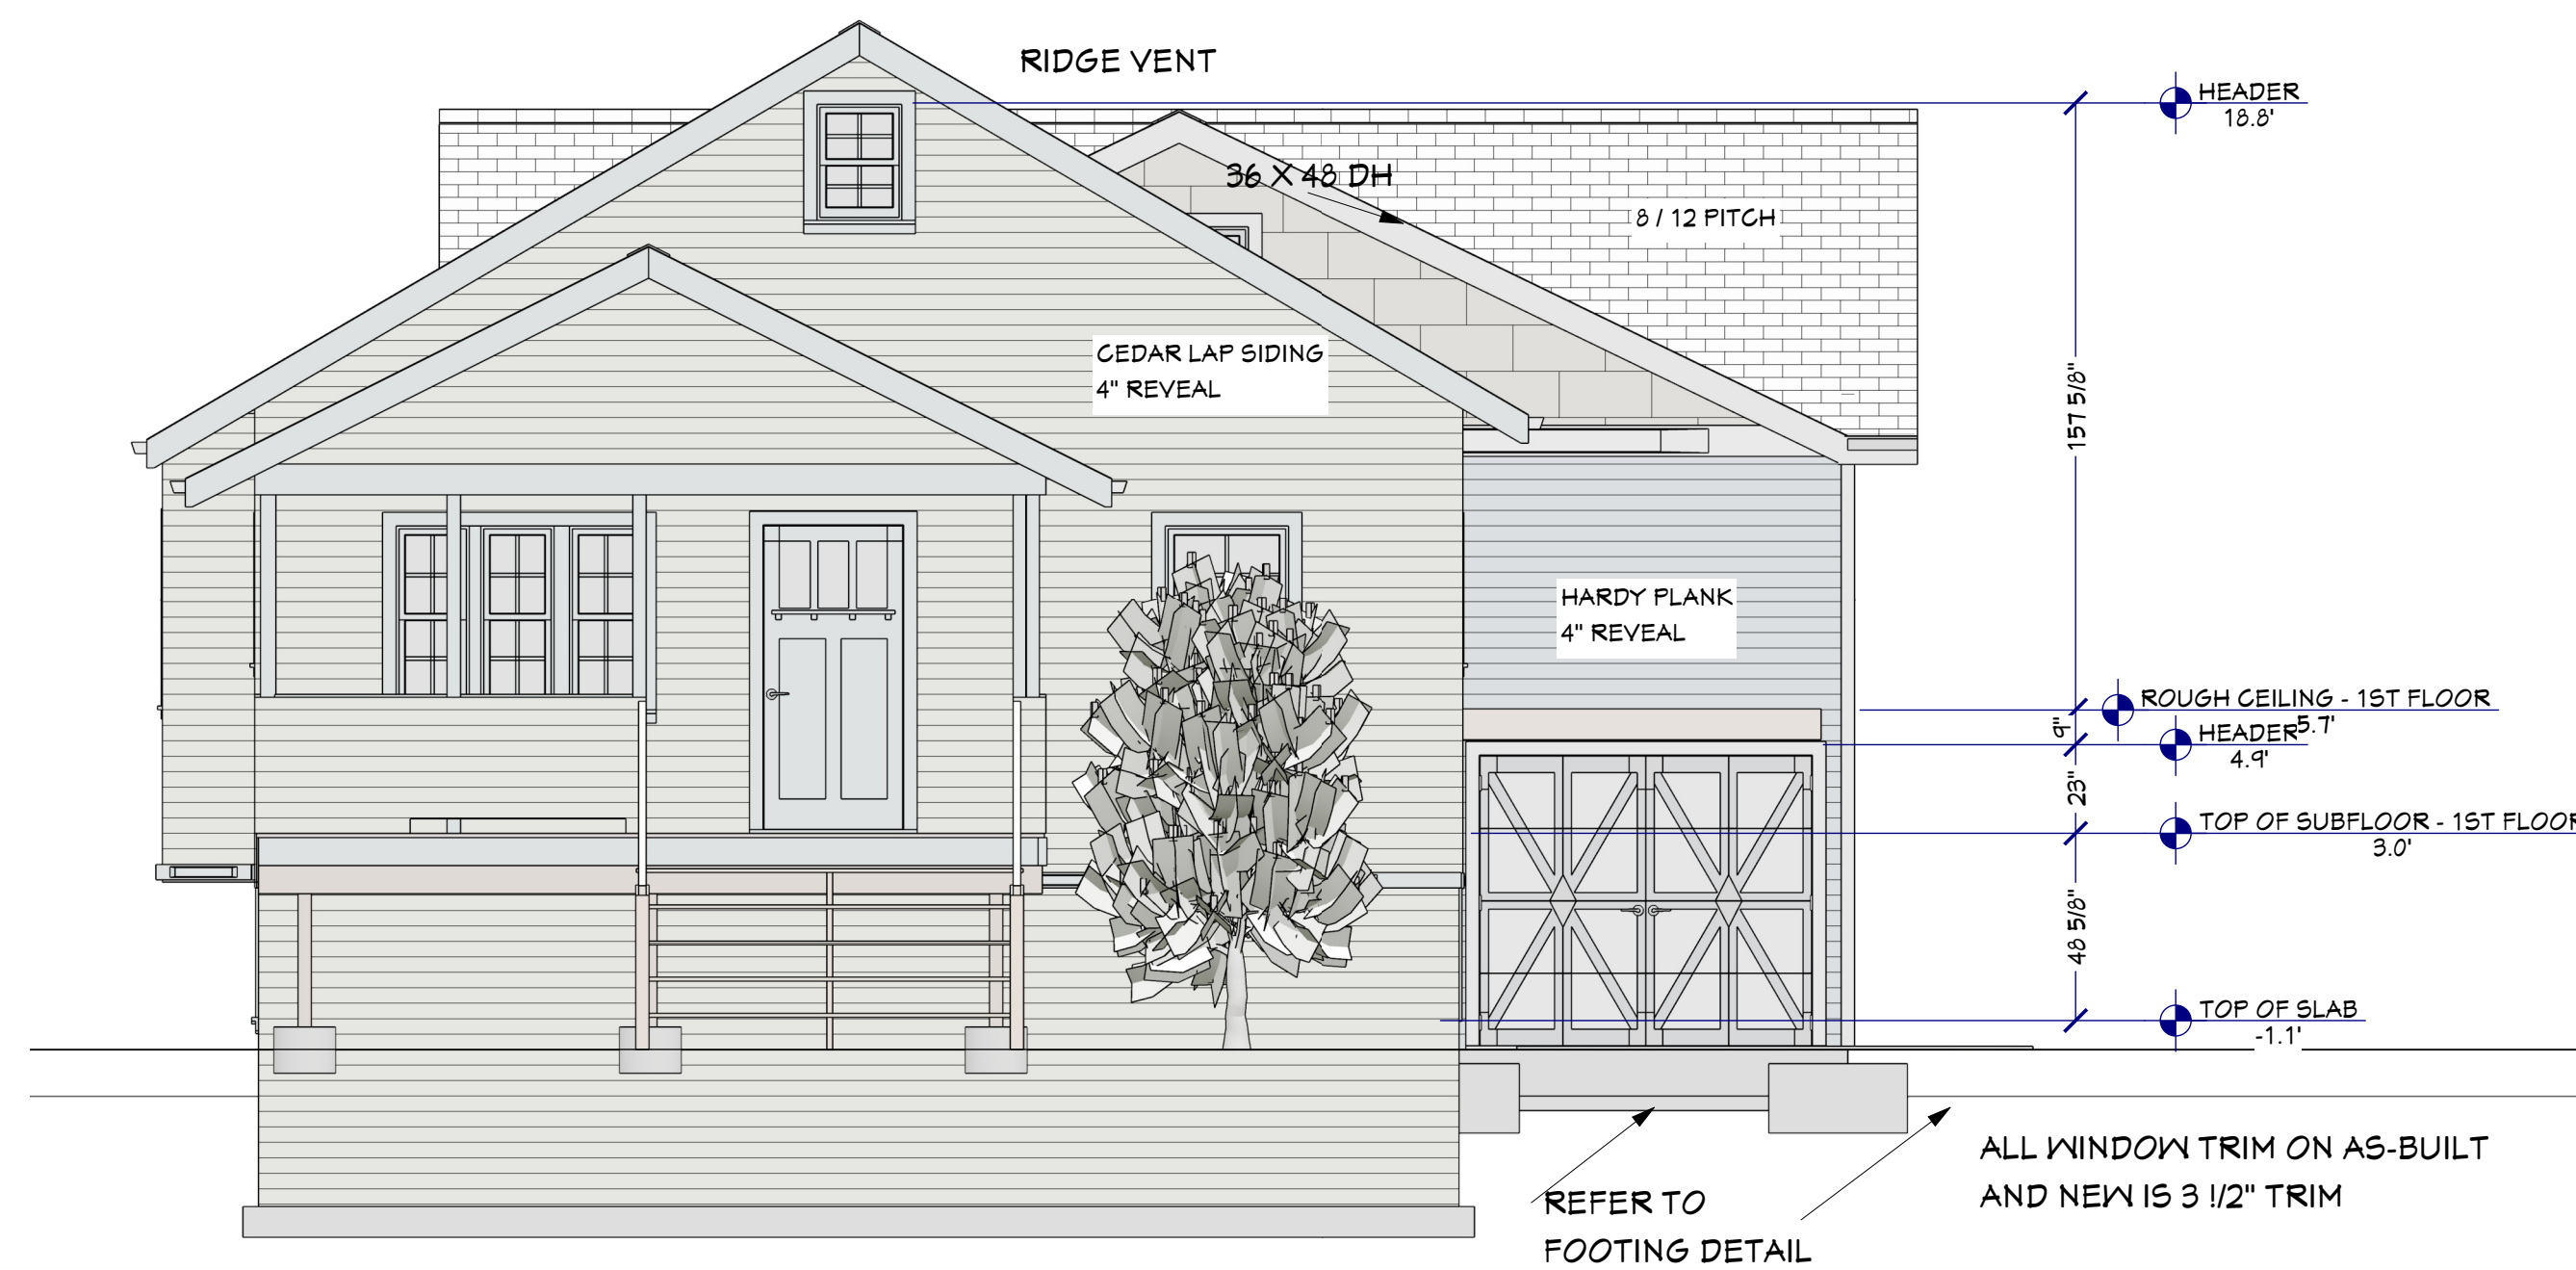 RIDGE VENT
HEADER
18.8'
36 X 48 DH
8 / 12 PITCH
CEDAR LAP SIDING
4" REVEAL
157 5/8"
HARDY PLANK
4" REVEAL
ROUGH CEILING - 1ST FLOOR
5.7'
9"
HEADER
4.9'
23"
TOP OF SUBFLOOR - 1ST FLOOR
3.0'
48 5/8"
TOP OF SLAB
-1.1'
ALL WINDOW TRIM ON AS-BUILT
AND NEW IS 3 !/2" TRIM
REFER TO
FOOTING DETAIL